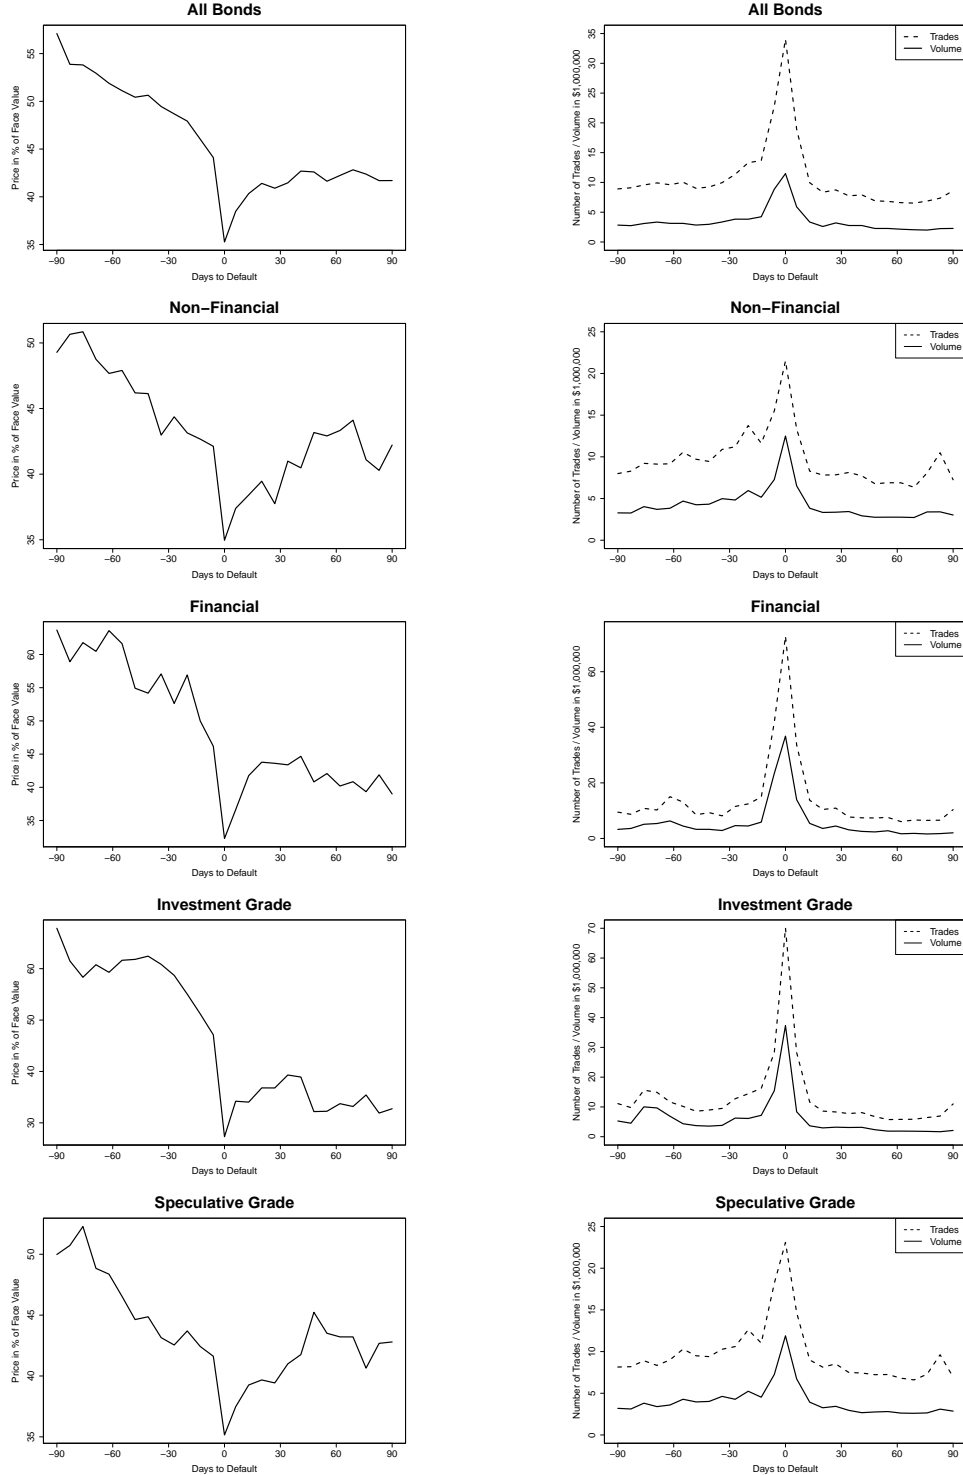 All Bonds
Price in % of Face Value
55
50
45
40
35
−90 −60 −30 0 30 60 90
Days to Default
All Bonds
Number of Trades / Volume in $1,000,000
35
30
25
20
15
10
5
0
Trades
Volume
−90 −60 −30 0 30 60 90
Days to Default
Non−Financial
Price in % of Face Value
50
45
40
35
−90 −60 −30 0 30 60 90
Days to Default
Non−Financial
Number of Trades / Volume in $1,000,000
25
20
15
10
5
0
Trades
Volume
−90 −60 −30 0 30 60 90
Days to Default
Financial
Price in % of Face Value
60
55
50
45
40
35
−90 −60 −30 0 30 60 90
Days to Default
Financial
Number of Trades / Volume in $1,000,000
60
40
20
0
Trades
Volume
−90 −60 −30 0 30 60 90
Days to Default
Investment Grade
Price in % of Face Value
60
50
40
30
−90 −60 −30 0 30 60 90
Days to Default
Investment Grade
Number of Trades / Volume in $1,000,000
70
60
50
40
30
20
10
0
Trades
Volume
−90 −60 −30 0 30 60 90
Days to Default
Speculative Grade
Price in % of Face Value
50
45
40
35
−90 −60 −30 0 30 60 90
Days to Default
Speculative Grade
Number of Trades / Volume in $1,000,000
25
20
15
10
5
0
Trades
Volume
−90 −60 −30 0 30 60 90
Days to Default